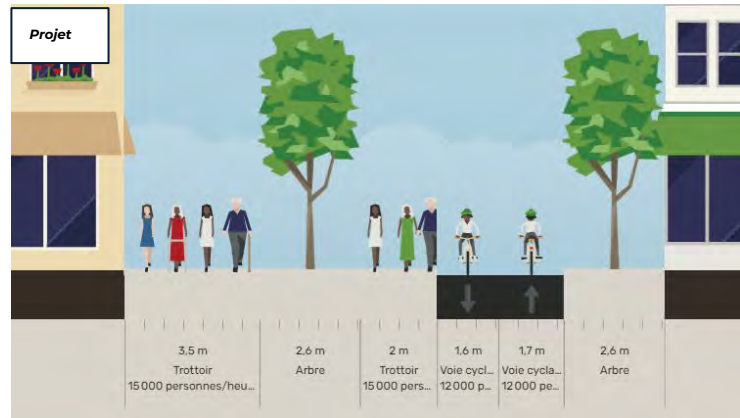 Projet
3,5 m
Trottoir
15 000 personnes/heu...
2,6 m
Arbre
2 m
Trottoir
15 000 pers...
1,6 m
Voie cycl...
12 000 p...
1,7 m
Voie cycla...
12 000 pe...
2,6 m
Arbre